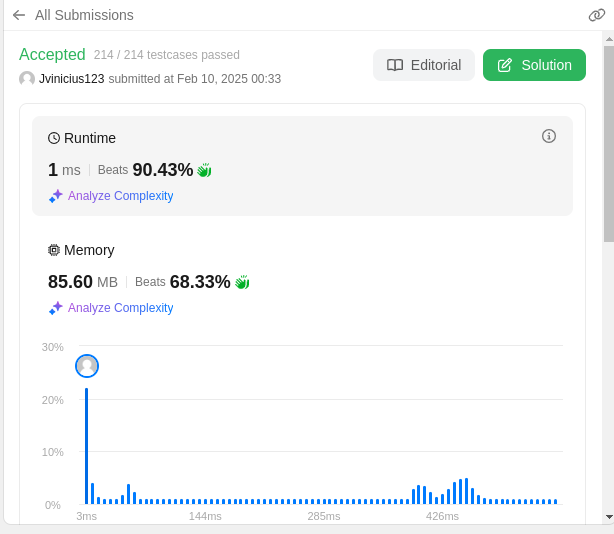 All Submissions
Accepted 214 / 214 testcases passed
Jvinicius123 submitted at Feb 10, 2025 00:33
Editorial
Solution
Runtime
1 ms Beats 90.43%
Analyze Complexity
Memory
85.60 MB Beats 68.33%
Analyze Complexity
30%
20%
10%
0%
3ms 144ms 285ms 426ms